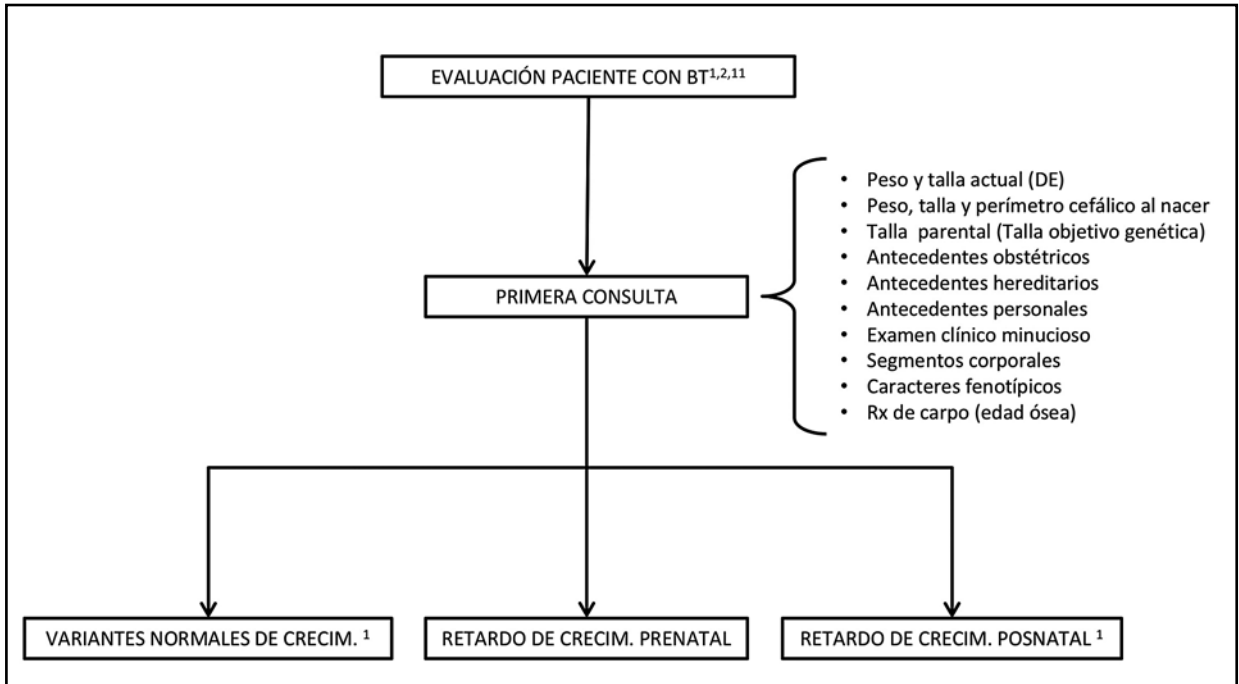 EVALUACIÓN PACIENTE CON BT1,2,11
PRIMERA CONSULTA
• Peso y talla actual (DE)
• Peso, talla y perímetro cefálico al nacer
• Talla parental (Talla objetivo genética)
• Antecedentes obstétricos
• Antecedentes hereditarios
• Antecedentes personales
• Examen clínico minucioso
• Segmentos corporales
• Caracteres fenotípicos
• Rx de carpo (edad ósea)
VARIANTES NORMALES DE CRECIM. 1
RETARDO DE CRECIM. PRENATAL
RETARDO DE CRECIM. POSNATAL 1